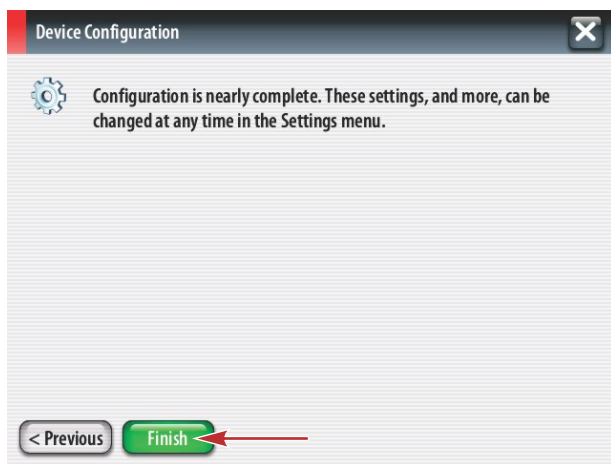 Device Configuration
Configuration is nearly complete. These settings, and more, can be
changed at any time in the Settings menu.
< Previous
Finish